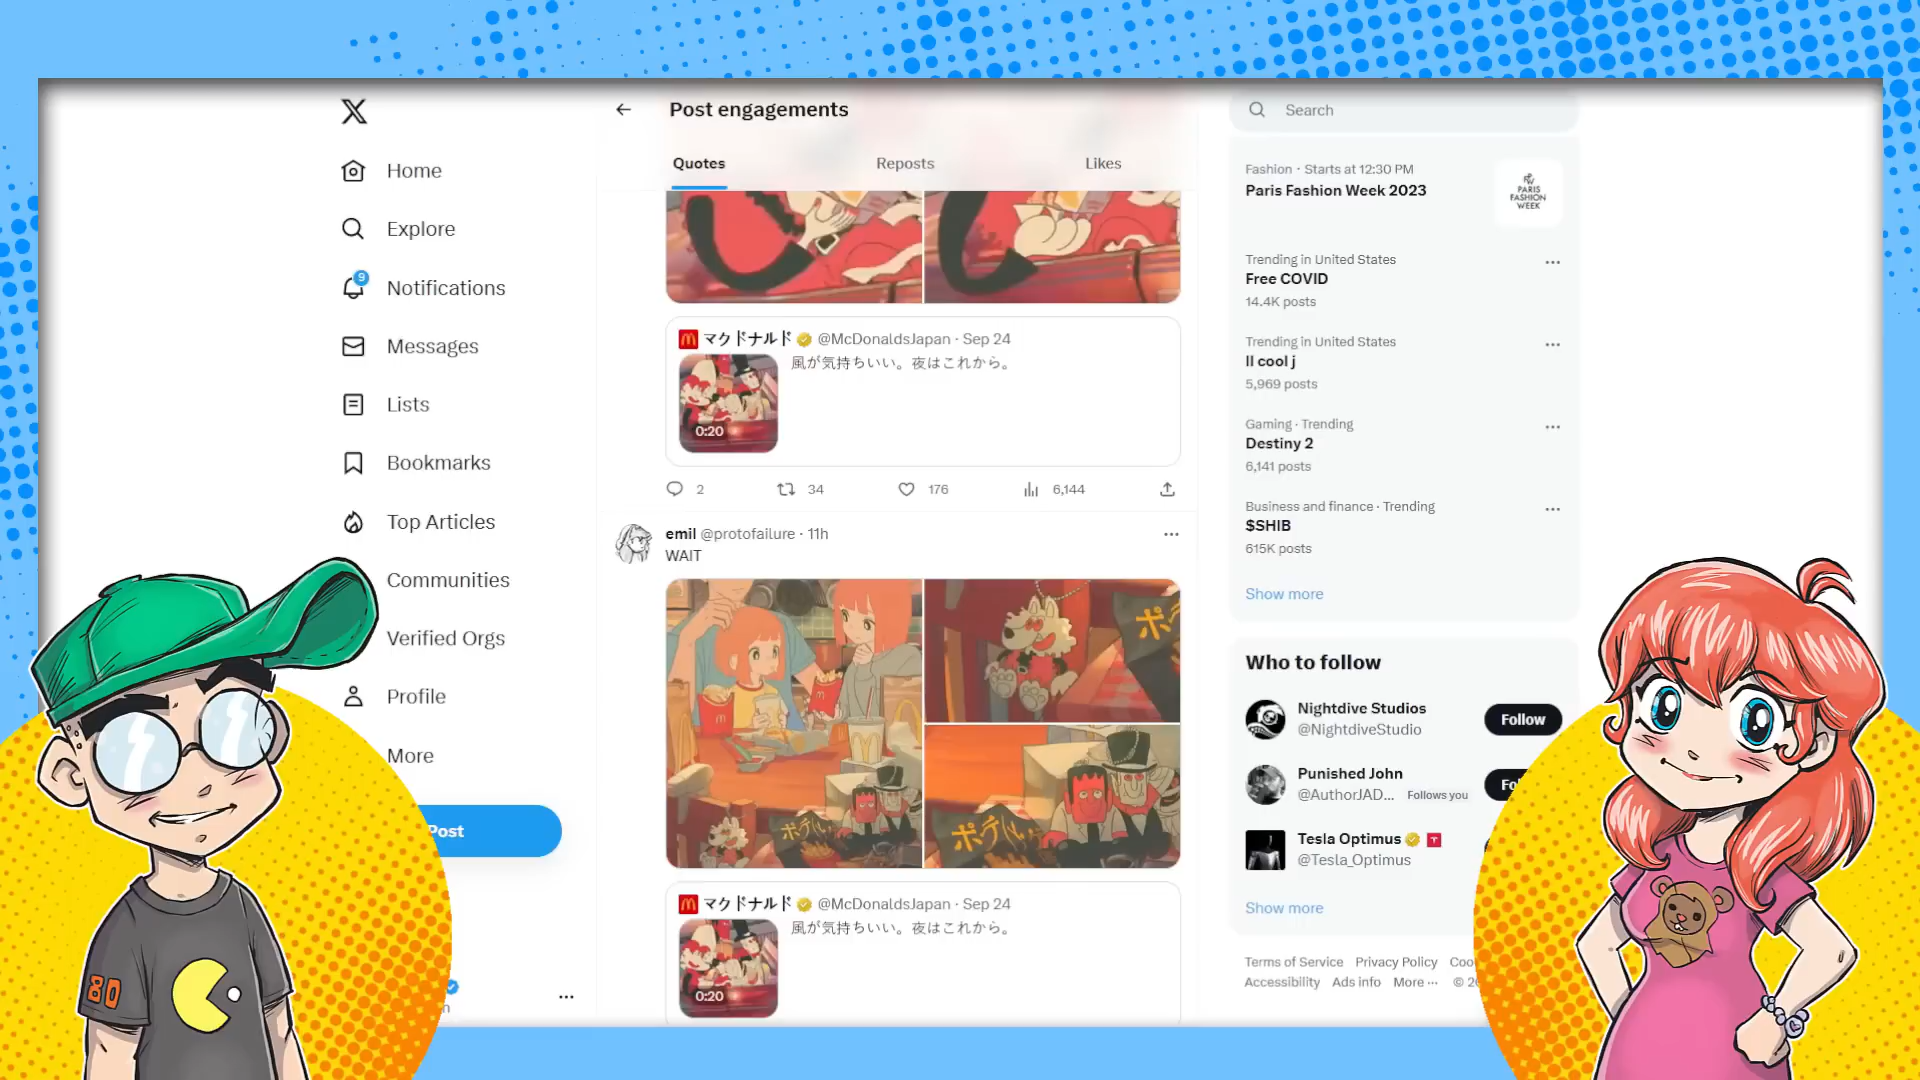 Home
Explore
9
Notifications
Messages
Lists
Bookmarks
Top Articles
Communities
Verified Orgs
Profile
More
Post
Post engagements
Quotes
Reposts
Likes
マクドナルド @McDonaldsJapan · Sep 24
風が気持ちいい。夜はこれから。
0:20
2
34
176
6,144
emil @protofailure · 11h
WAIT
マクドナルド @McDonaldsJapan · Sep 24
風が気持ちいい。夜はこれから。
0:20
Search
Fashion · Starts at 12:30 PM
Paris Fashion Week 2023
PARIS
FASHION
WEEK
Trending in United States
Free COVID
14.4K posts
Trending in United States
ll cool j
5,969 posts
Gaming · Trending
Destiny 2
6,141 posts
Business and finance · Trending
$SHIB
615K posts
Show more
Who to follow
Nightdive Studios
@NightdiveStudio
Follow
Punished John
@AuthorJAD... Follows you
Fo
Tesla Optimus
@Tesla_Optimus
Show more
Terms of Service Privacy Policy Coo
Accessibility Ads info More ··· © 20
80